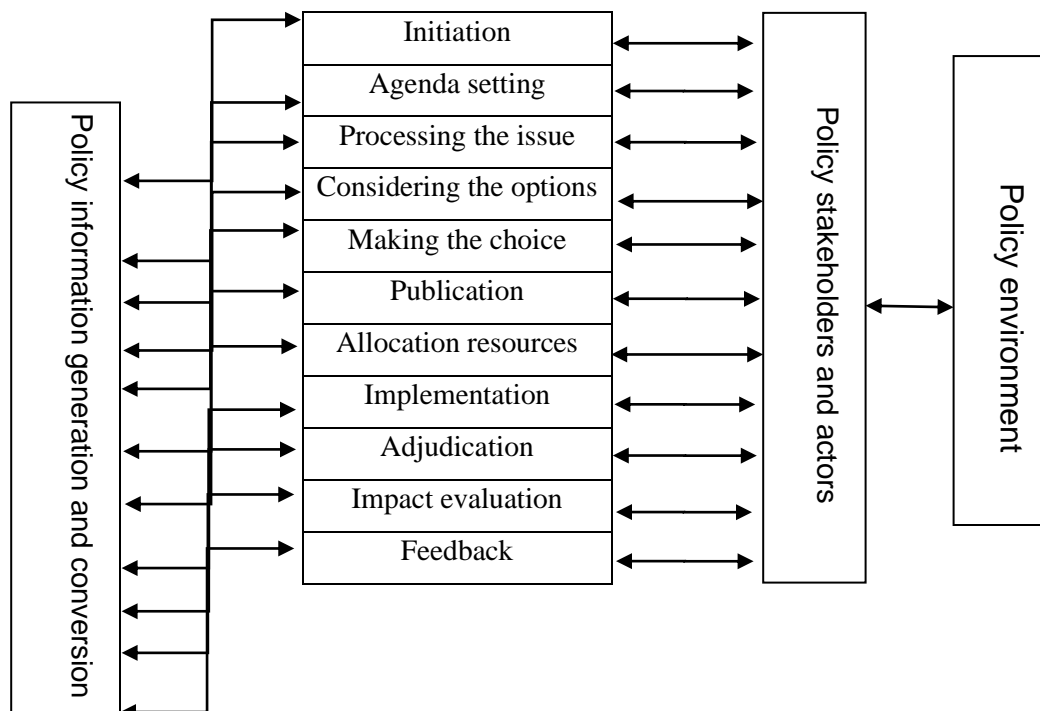 Policy information generation and conversion
Initiation
Agenda setting
Processing the issue
Considering the options
Making the choice
Publication
Allocation resources
Implementation
Adjudication
Impact evaluation
Feedback
Policy stakeholders and actors
Policy environment